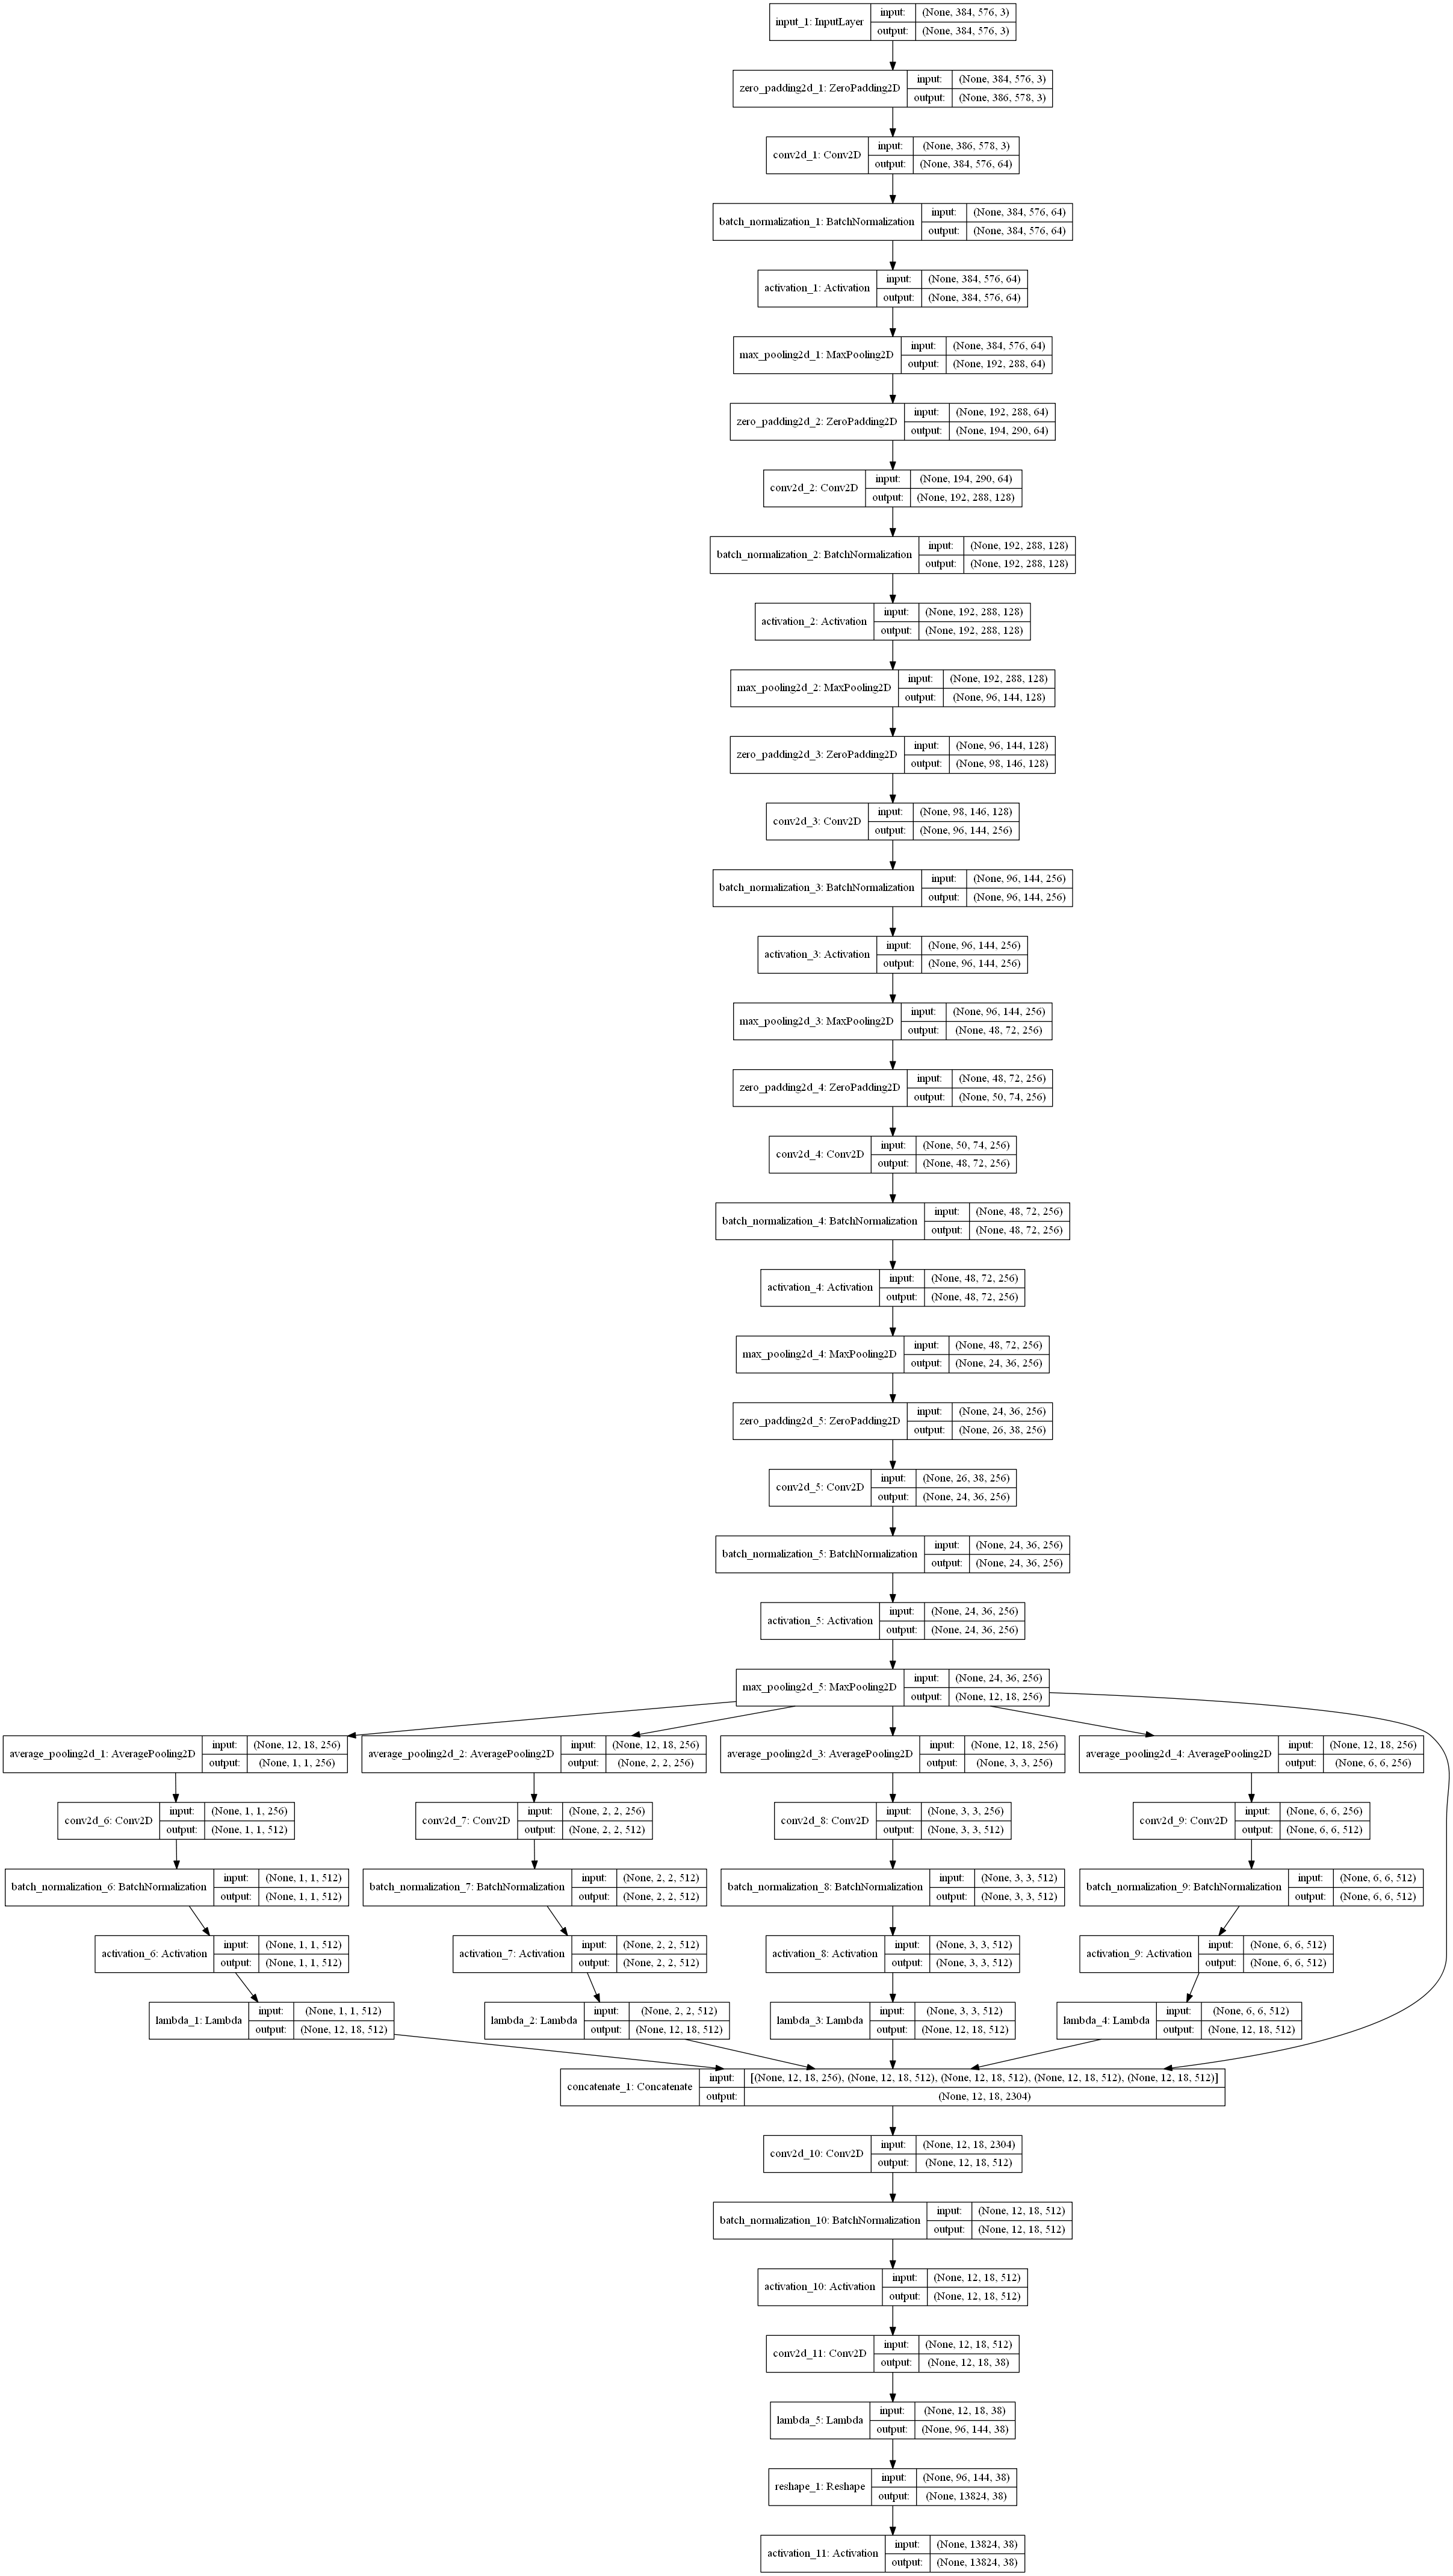 input_1: InputLayer
input: (None, 384, 576, 3)
output: (None, 384, 576, 3)
zero_padding2d_1: ZeroPadding2D
input: (None, 384, 576, 3)
output: (None, 386, 578, 3)
conv2d_1: Conv2D
input: (None, 386, 578, 3)
output: (None, 384, 576, 64)
batch_normalization_1: BatchNormalization
input: (None, 384, 576, 64)
output: (None, 384, 576, 64)
activation_1: Activation
input: (None, 384, 576, 64)
output: (None, 384, 576, 64)
max_pooling2d_1: MaxPooling2D
input: (None, 384, 576, 64)
output: (None, 192, 288, 64)
zero_padding2d_2: ZeroPadding2D
input: (None, 192, 288, 64)
output: (None, 194, 290, 64)
conv2d_2: Conv2D
input: (None, 194, 290, 64)
output: (None, 192, 288, 128)
batch_normalization_2: BatchNormalization
input: (None, 192, 288, 128)
output: (None, 192, 288, 128)
activation_2: Activation
input: (None, 192, 288, 128)
output: (None, 192, 288, 128)
max_pooling2d_2: MaxPooling2D
input: (None, 192, 288, 128)
output: (None, 96, 144, 128)
zero_padding2d_3: ZeroPadding2D
input: (None, 96, 144, 128)
output: (None, 98, 146, 128)
conv2d_3: Conv2D
input: (None, 98, 146, 128)
output: (None, 96, 144, 256)
batch_normalization_3: BatchNormalization
input: (None, 96, 144, 256)
output: (None, 96, 144, 256)
activation_3: Activation
input: (None, 96, 144, 256)
output: (None, 96, 144, 256)
max_pooling2d_3: MaxPooling2D
input: (None, 96, 144, 256)
output: (None, 48, 72, 256)
zero_padding2d_4: ZeroPadding2D
input: (None, 48, 72, 256)
output: (None, 50, 74, 256)
conv2d_4: Conv2D
input: (None, 50, 74, 256)
output: (None, 48, 72, 256)
batch_normalization_4: BatchNormalization
input: (None, 48, 72, 256)
output: (None, 48, 72, 256)
activation_4: Activation
input: (None, 48, 72, 256)
output: (None, 48, 72, 256)
max_pooling2d_4: MaxPooling2D
input: (None, 48, 72, 256)
output: (None, 24, 36, 256)
zero_padding2d_5: ZeroPadding2D
input: (None, 24, 36, 256)
output: (None, 26, 38, 256)
conv2d_5: Conv2D
input: (None, 26, 38, 256)
output: (None, 24, 36, 256)
batch_normalization_5: BatchNormalization
input: (None, 24, 36, 256)
output: (None, 24, 36, 256)
activation_5: Activation
input: (None, 24, 36, 256)
output: (None, 24, 36, 256)
max_pooling2d_5: MaxPooling2D
input: (None, 24, 36, 256)
output: (None, 12, 18, 256)
average_pooling2d_1: AveragePooling2D
input: (None, 12, 18, 256)
output: (None, 1, 1, 256)
average_pooling2d_2: AveragePooling2D
input: (None, 12, 18, 256)
output: (None, 2, 2, 256)
average_pooling2d_3: AveragePooling2D
input: (None, 12, 18, 256)
output: (None, 3, 3, 256)
average_pooling2d_4: AveragePooling2D
input: (None, 12, 18, 256)
output: (None, 6, 6, 256)
conv2d_6: Conv2D
input: (None, 1, 1, 256)
output: (None, 1, 1, 512)
conv2d_7: Conv2D
input: (None, 2, 2, 256)
output: (None, 2, 2, 512)
conv2d_8: Conv2D
input: (None, 3, 3, 256)
output: (None, 3, 3, 512)
conv2d_9: Conv2D
input: (None, 6, 6, 256)
output: (None, 6, 6, 512)
batch_normalization_6: BatchNormalization
input: (None, 1, 1, 512)
output: (None, 1, 1, 512)
batch_normalization_7: BatchNormalization
input: (None, 2, 2, 512)
output: (None, 2, 2, 512)
batch_normalization_8: BatchNormalization
input: (None, 3, 3, 512)
output: (None, 3, 3, 512)
batch_normalization_9: BatchNormalization
input: (None, 6, 6, 512)
output: (None, 6, 6, 512)
activation_6: Activation
input: (None, 1, 1, 512)
output: (None, 1, 1, 512)
activation_7: Activation
input: (None, 2, 2, 512)
output: (None, 2, 2, 512)
activation_8: Activation
input: (None, 3, 3, 512)
output: (None, 3, 3, 512)
activation_9: Activation
input: (None, 6, 6, 512)
output: (None, 6, 6, 512)
lambda_1: Lambda
input: (None, 1, 1, 512)
output: (None, 12, 18, 512)
lambda_2: Lambda
input: (None, 2, 2, 512)
output: (None, 12, 18, 512)
lambda_3: Lambda
input: (None, 3, 3, 512)
output: (None, 12, 18, 512)
lambda_4: Lambda
input: (None, 6, 6, 512)
output: (None, 12, 18, 512)
concatenate_1: Concatenate
input: [(None, 12, 18, 256), (None, 12, 18, 512), (None, 12, 18, 512), (None, 12, 18, 512), (None, 12, 18, 512)]
output: (None, 12, 18, 2304)
conv2d_10: Conv2D
input: (None, 12, 18, 2304)
output: (None, 12, 18, 512)
batch_normalization_10: BatchNormalization
input: (None, 12, 18, 512)
output: (None, 12, 18, 512)
activation_10: Activation
input: (None, 12, 18, 512)
output: (None, 12, 18, 512)
conv2d_11: Conv2D
input: (None, 12, 18, 512)
output: (None, 12, 18, 38)
lambda_5: Lambda
input: (None, 12, 18, 38)
output: (None, 96, 144, 38)
reshape_1: Reshape
input: (None, 96, 144, 38)
output: (None, 13824, 38)
activation_11: Activation
input: (None, 13824, 38)
output: (None, 13824, 38)